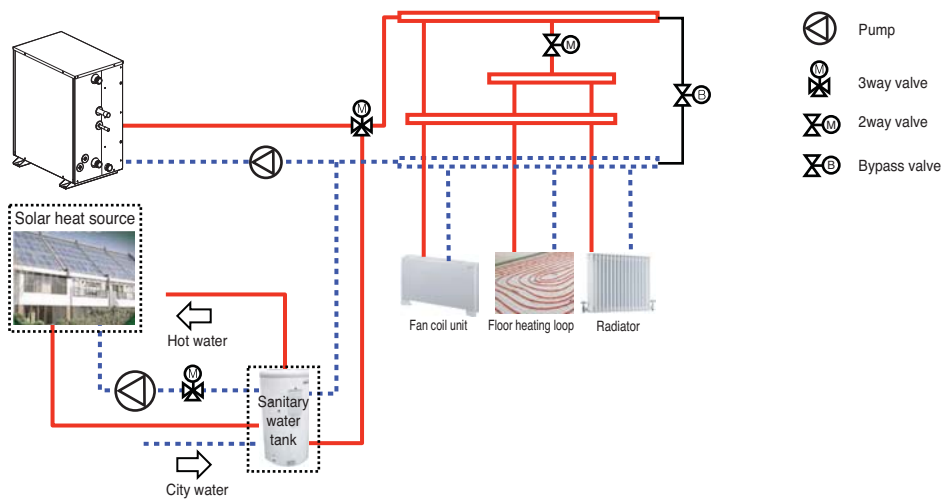 M
Pump
M
3way valve
M
M
2way valve
B
B
Bypass valve
Solar heat source
Fan coil unit
Floor heating loop
Radiator
Hot water
M
Sanitary
water
tank
City water